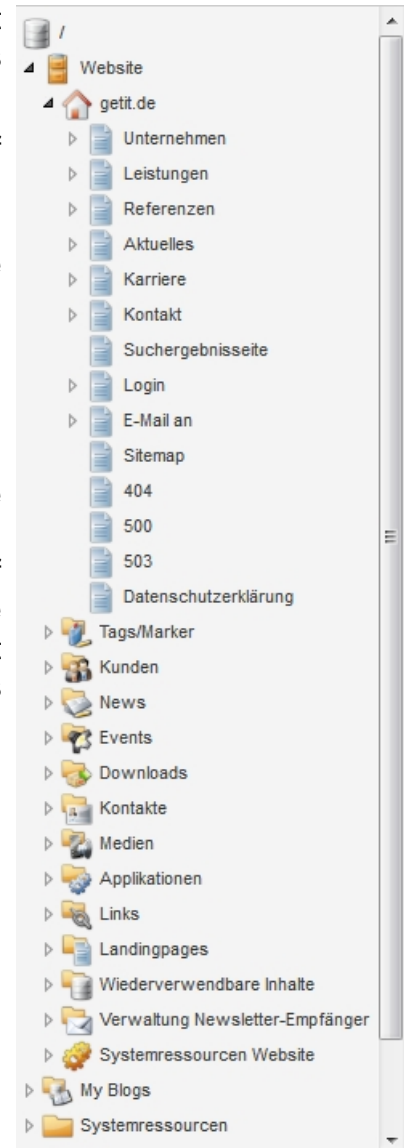 /
Website
getit.de
Unternehmen
Leistungen
Referenzen
Aktuelles
Karriere
Kontakt
Suchergebnisseite
Login
E-Mail an
Sitemap
404
500
503
Datenschutzerklärung
Tags/Marker
Kunden
News
Events
Downloads
Kontakte
Medien
Applikationen
Links
Landingpages
Wiederverwendbare Inhalte
Verwaltung Newsletter-Empfänger
Systemressourcen Website
My Blogs
Systemressourcen